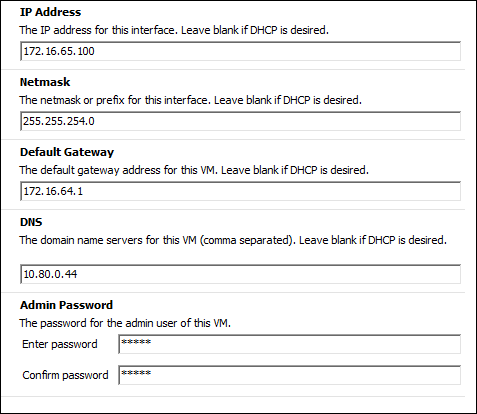 IP Address
The IP address for this interface. Leave blank if DHCP is desired.
172.16.65.100
Netmask
The netmask or prefix for this interface. Leave blank if DHCP is desired.
255.255.254.0
Default Gateway
The default gateway address for this VM. Leave blank if DHCP is desired.
172.16.64.1
DNS
The domain name servers for this VM (comma separated). Leave blank if DHCP is desired.
10.80.0.44
Admin Password
The password for the admin user of this VM.
Enter password *****
Confirm password *****